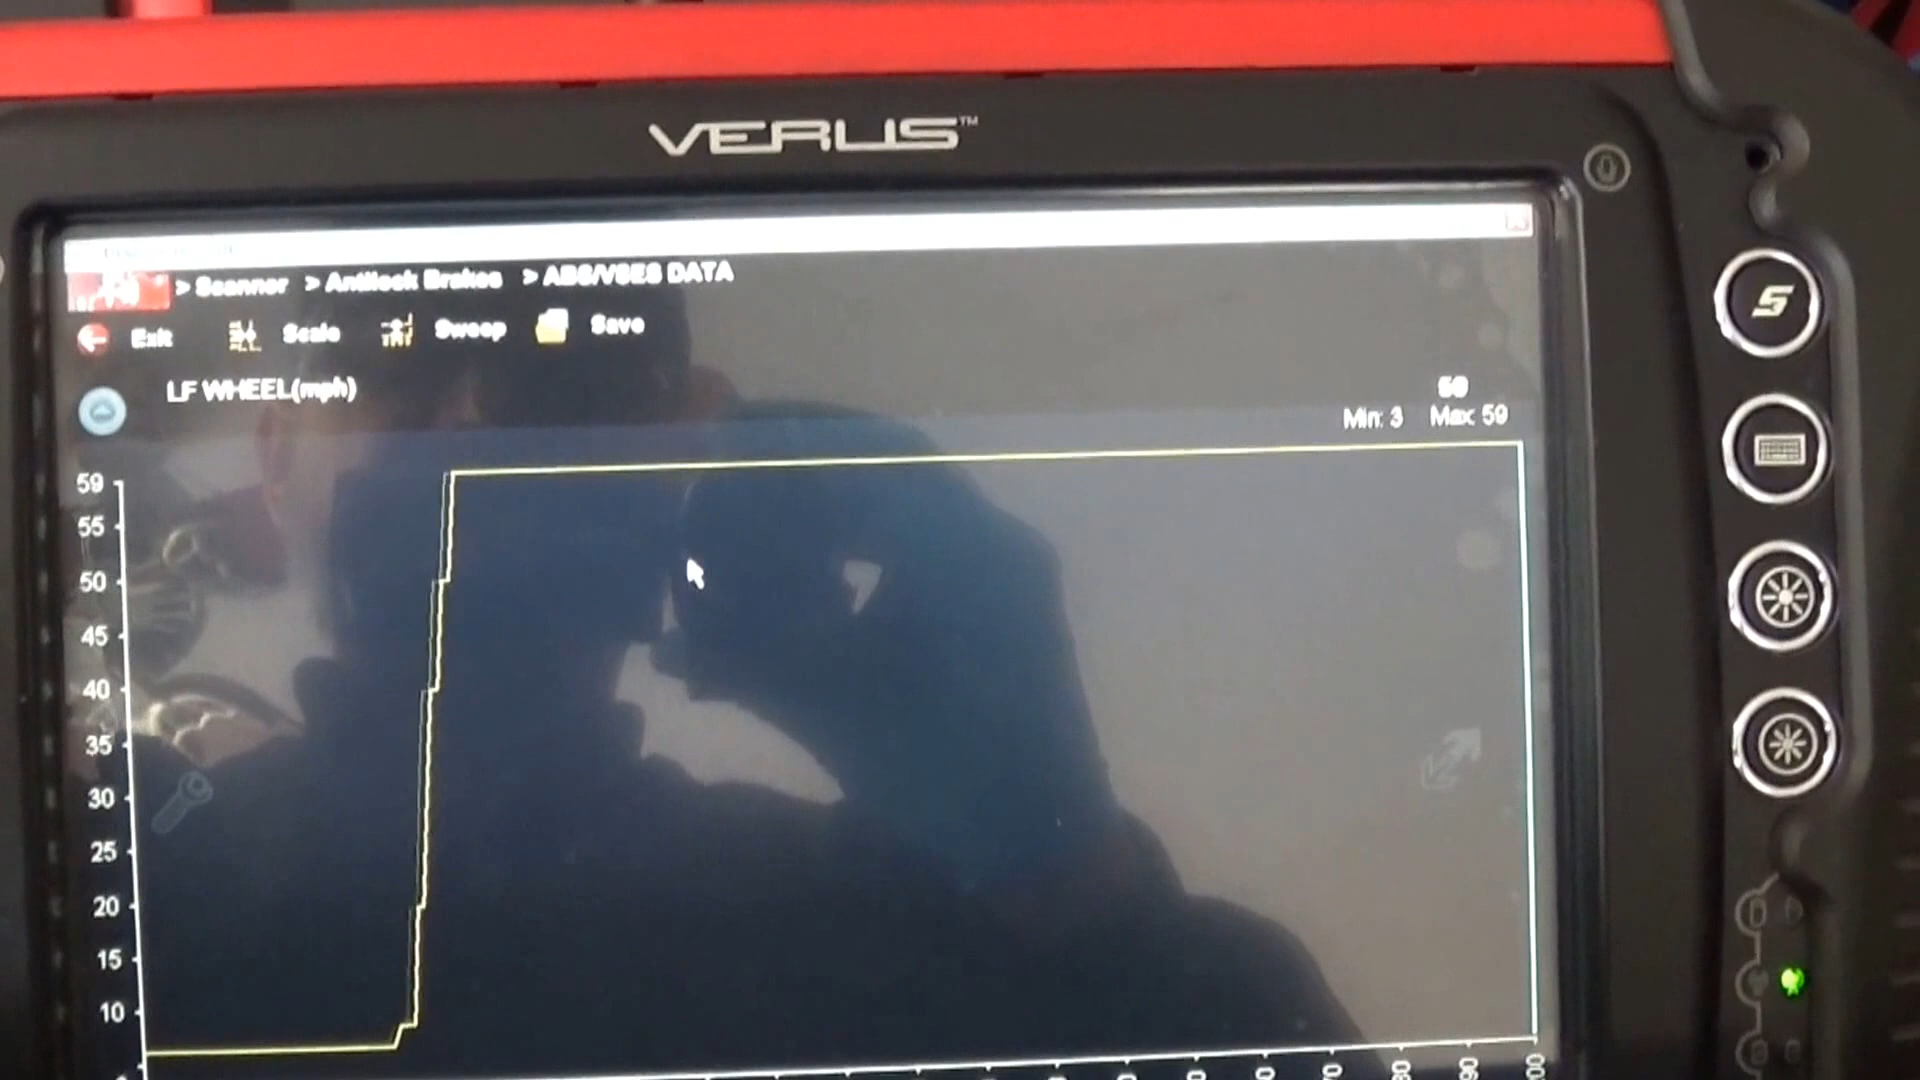 VERUS™
> Scanner > Antilock Brakes > ABS/VSES DATA
Exit Scale Sweep Save
LF WHEEL(mph)
59
Min: 3 Max: 59
59
55
50
45
40
35
30
25
20
15
10